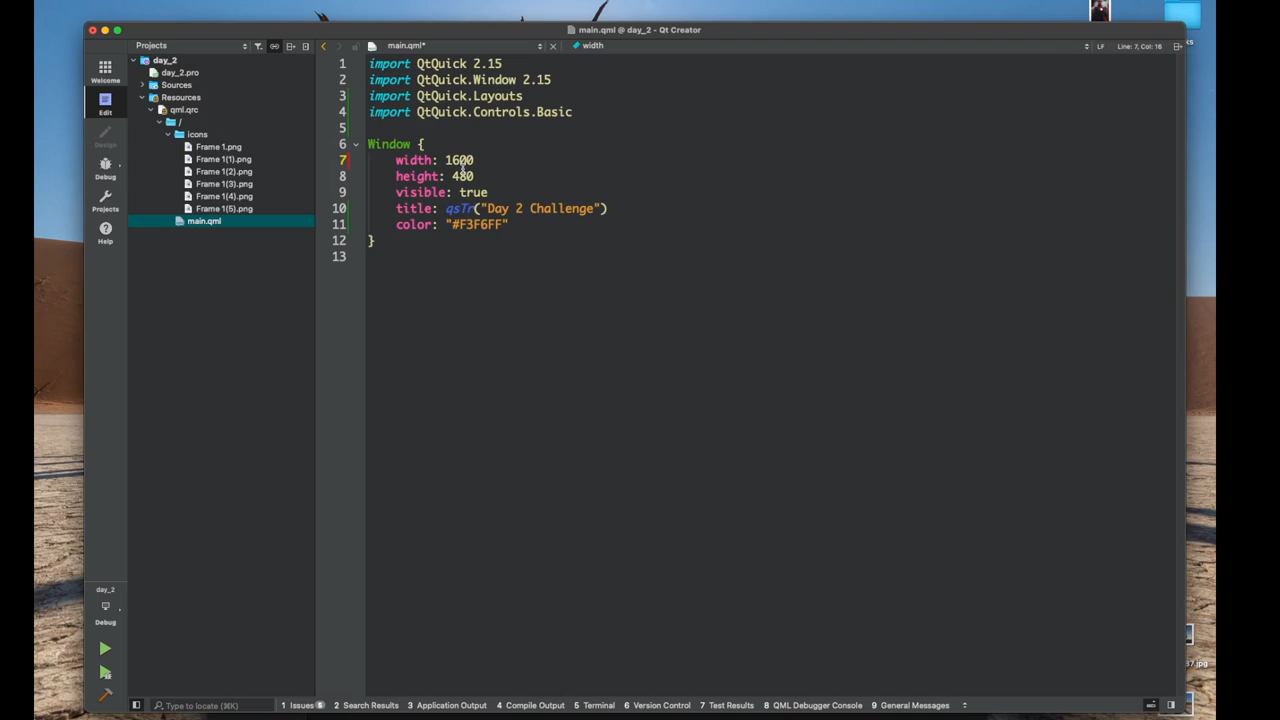 main.qml @ day_2 - Qt Creator
Projects
main.qml*
width
LF
Line: 7, Col: 16
Welcome
Edit
Design
Debug
Projects
Help
day_2
day_2.pro
Sources
Resources
qml.qrc
/
icons
Frame 1.png
Frame 1(1).png
Frame 1(2).png
Frame 1(3).png
Frame 1(4).png
Frame 1(5).png
main.qml
1 import QtQuick 2.15
2 import QtQuick.Window 2.15
3 import QtQuick.Layouts
4 import QtQuick.Controls.Basic
5
6 Window {
7 width: 1600
8 height: 480
9 visible: true
10 title: qsTr("Day 2 Challenge")
11 color: "#F3F6FF"
12 }
13
day_2
Debug
Type to locate (⌘K)
1 Issues 6
2 Search Results
3 Application Output
4 Compile Output
5 Terminal
6 Version Control
7 Test Results
8 QML Debugger Console
9 General Messages
ks
37.jpg